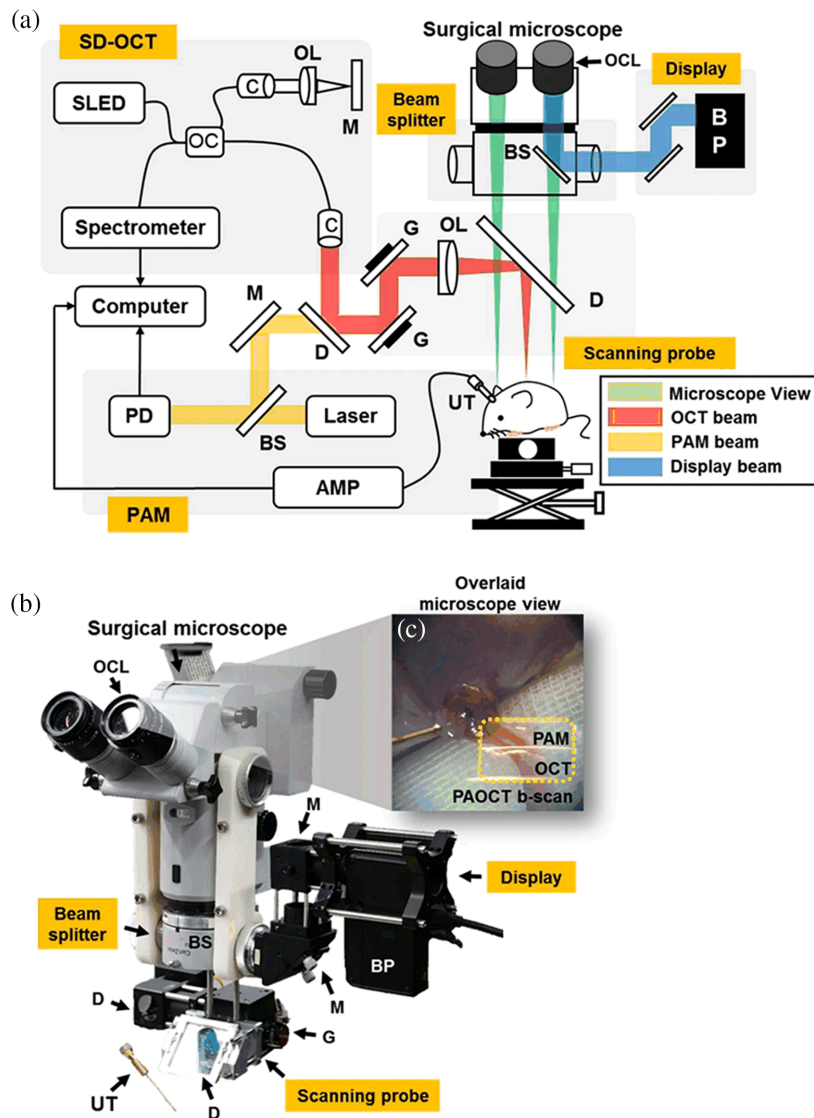 (a)
SD-OCT
SLED
OC
C
OL
M
Spectrometer
Computer
C
Surgical microscope
OCL
Beam
splitter
BS
Display
B
P
G
OL
D
M
D
G
Scanning probe
PD
BS
Laser
UT
AMP
PAM
Microscope View
OCT beam
PAM beam
Display beam
(b)
Surgical microscope
OCL
Overlaid
microscope view
(c)
PAM
OCT
PAOCT b-scan
M
Display
Beam
splitter
BS
BP
M
D
G
UT
D
Scanning probe